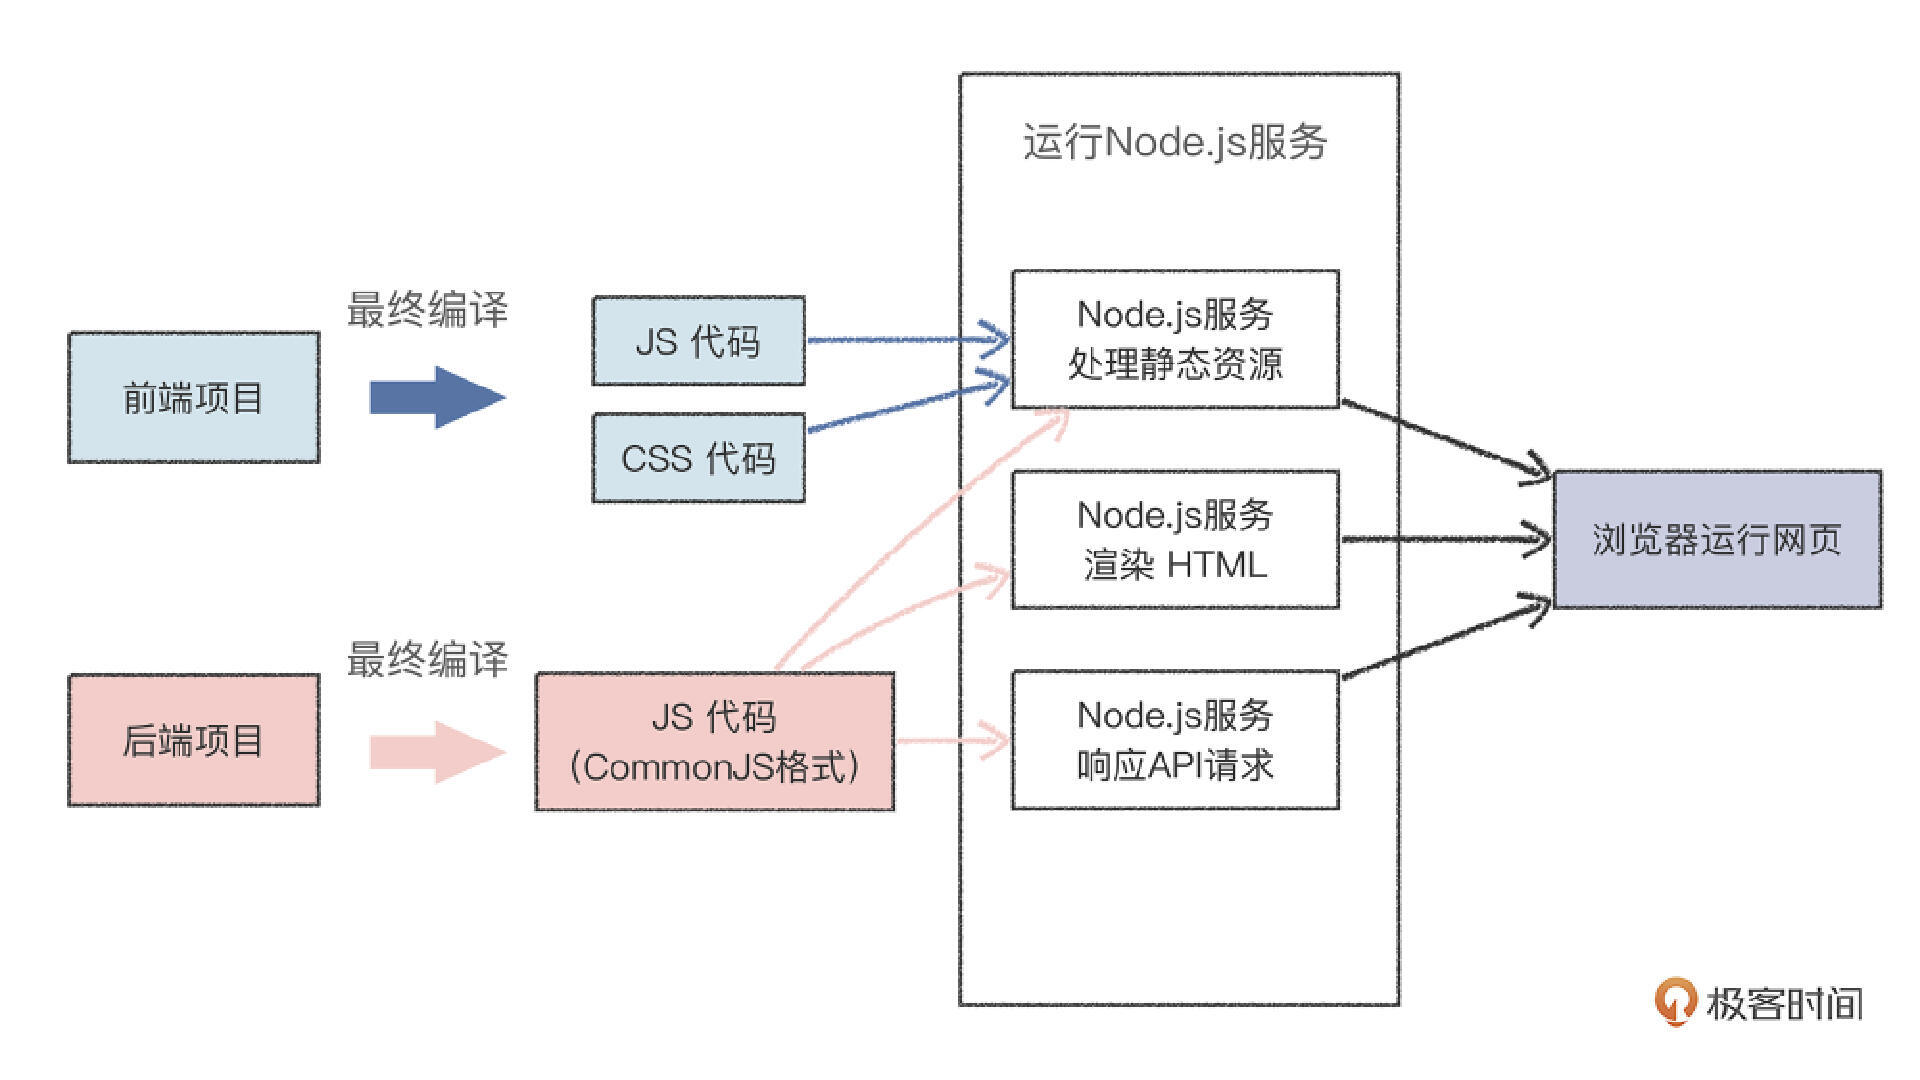 运行Node.js服务
最终编译
前端项目
JS 代码
CSS 代码
Node.js服务
处理静态资源
Node.js服务
渲染 HTML
浏览器运行网页
最终编译
后端项目
JS 代码
（CommonJS格式）
Node.js服务
响应API请求
极客时间